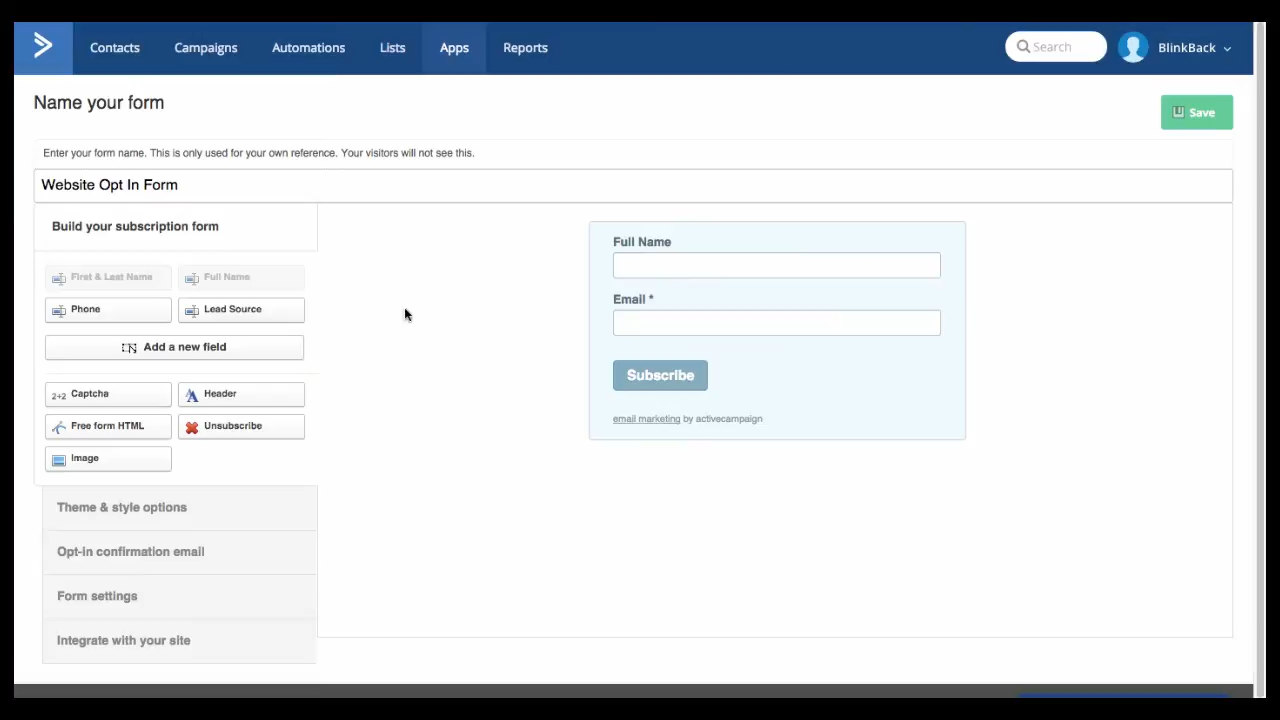 Contacts Campaigns Automations Lists Apps Reports Search BlinkBack
Name your form
Save
Enter your form name. This is only used for your own reference. Your visitors will not see this.
Website Opt In Form
Build your subscription form
First & Last Name Full Name
Phone Lead Source
Add a new field
2+2 Captcha Header
Free form HTML Unsubscribe
Image
Theme & style options
Opt-in confirmation email
Form settings
Integrate with your site
Full Name
Email *
Subscribe
email marketing by activecampaign